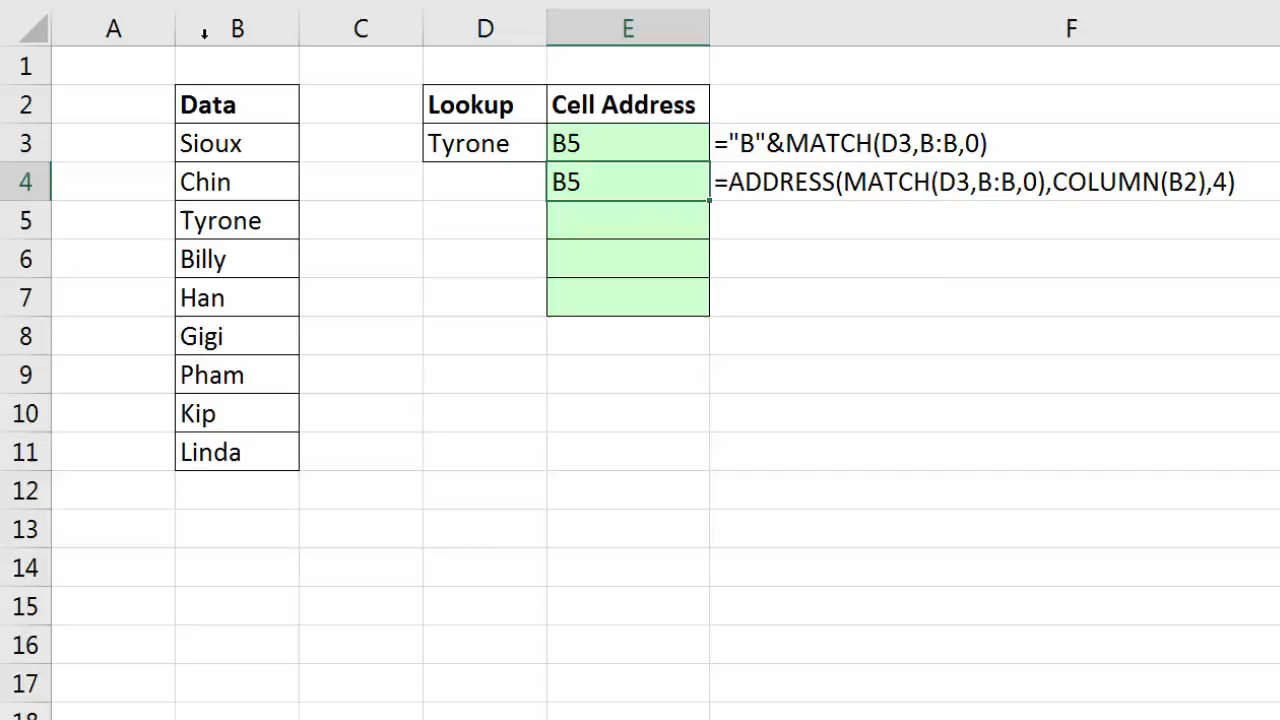 A B C D E F
1
2 Data Lookup Cell Address
3 Sioux Tyrone B5 ="B"&MATCH(D3,B:B,0)
4 Chin B5 =ADDRESS(MATCH(D3,B:B,0),COLUMN(B2),4)
5 Tyrone
6 Billy
7 Han
8 Gigi
9 Pham
10 Kip
11 Linda
12
13
14
15
16
17
18